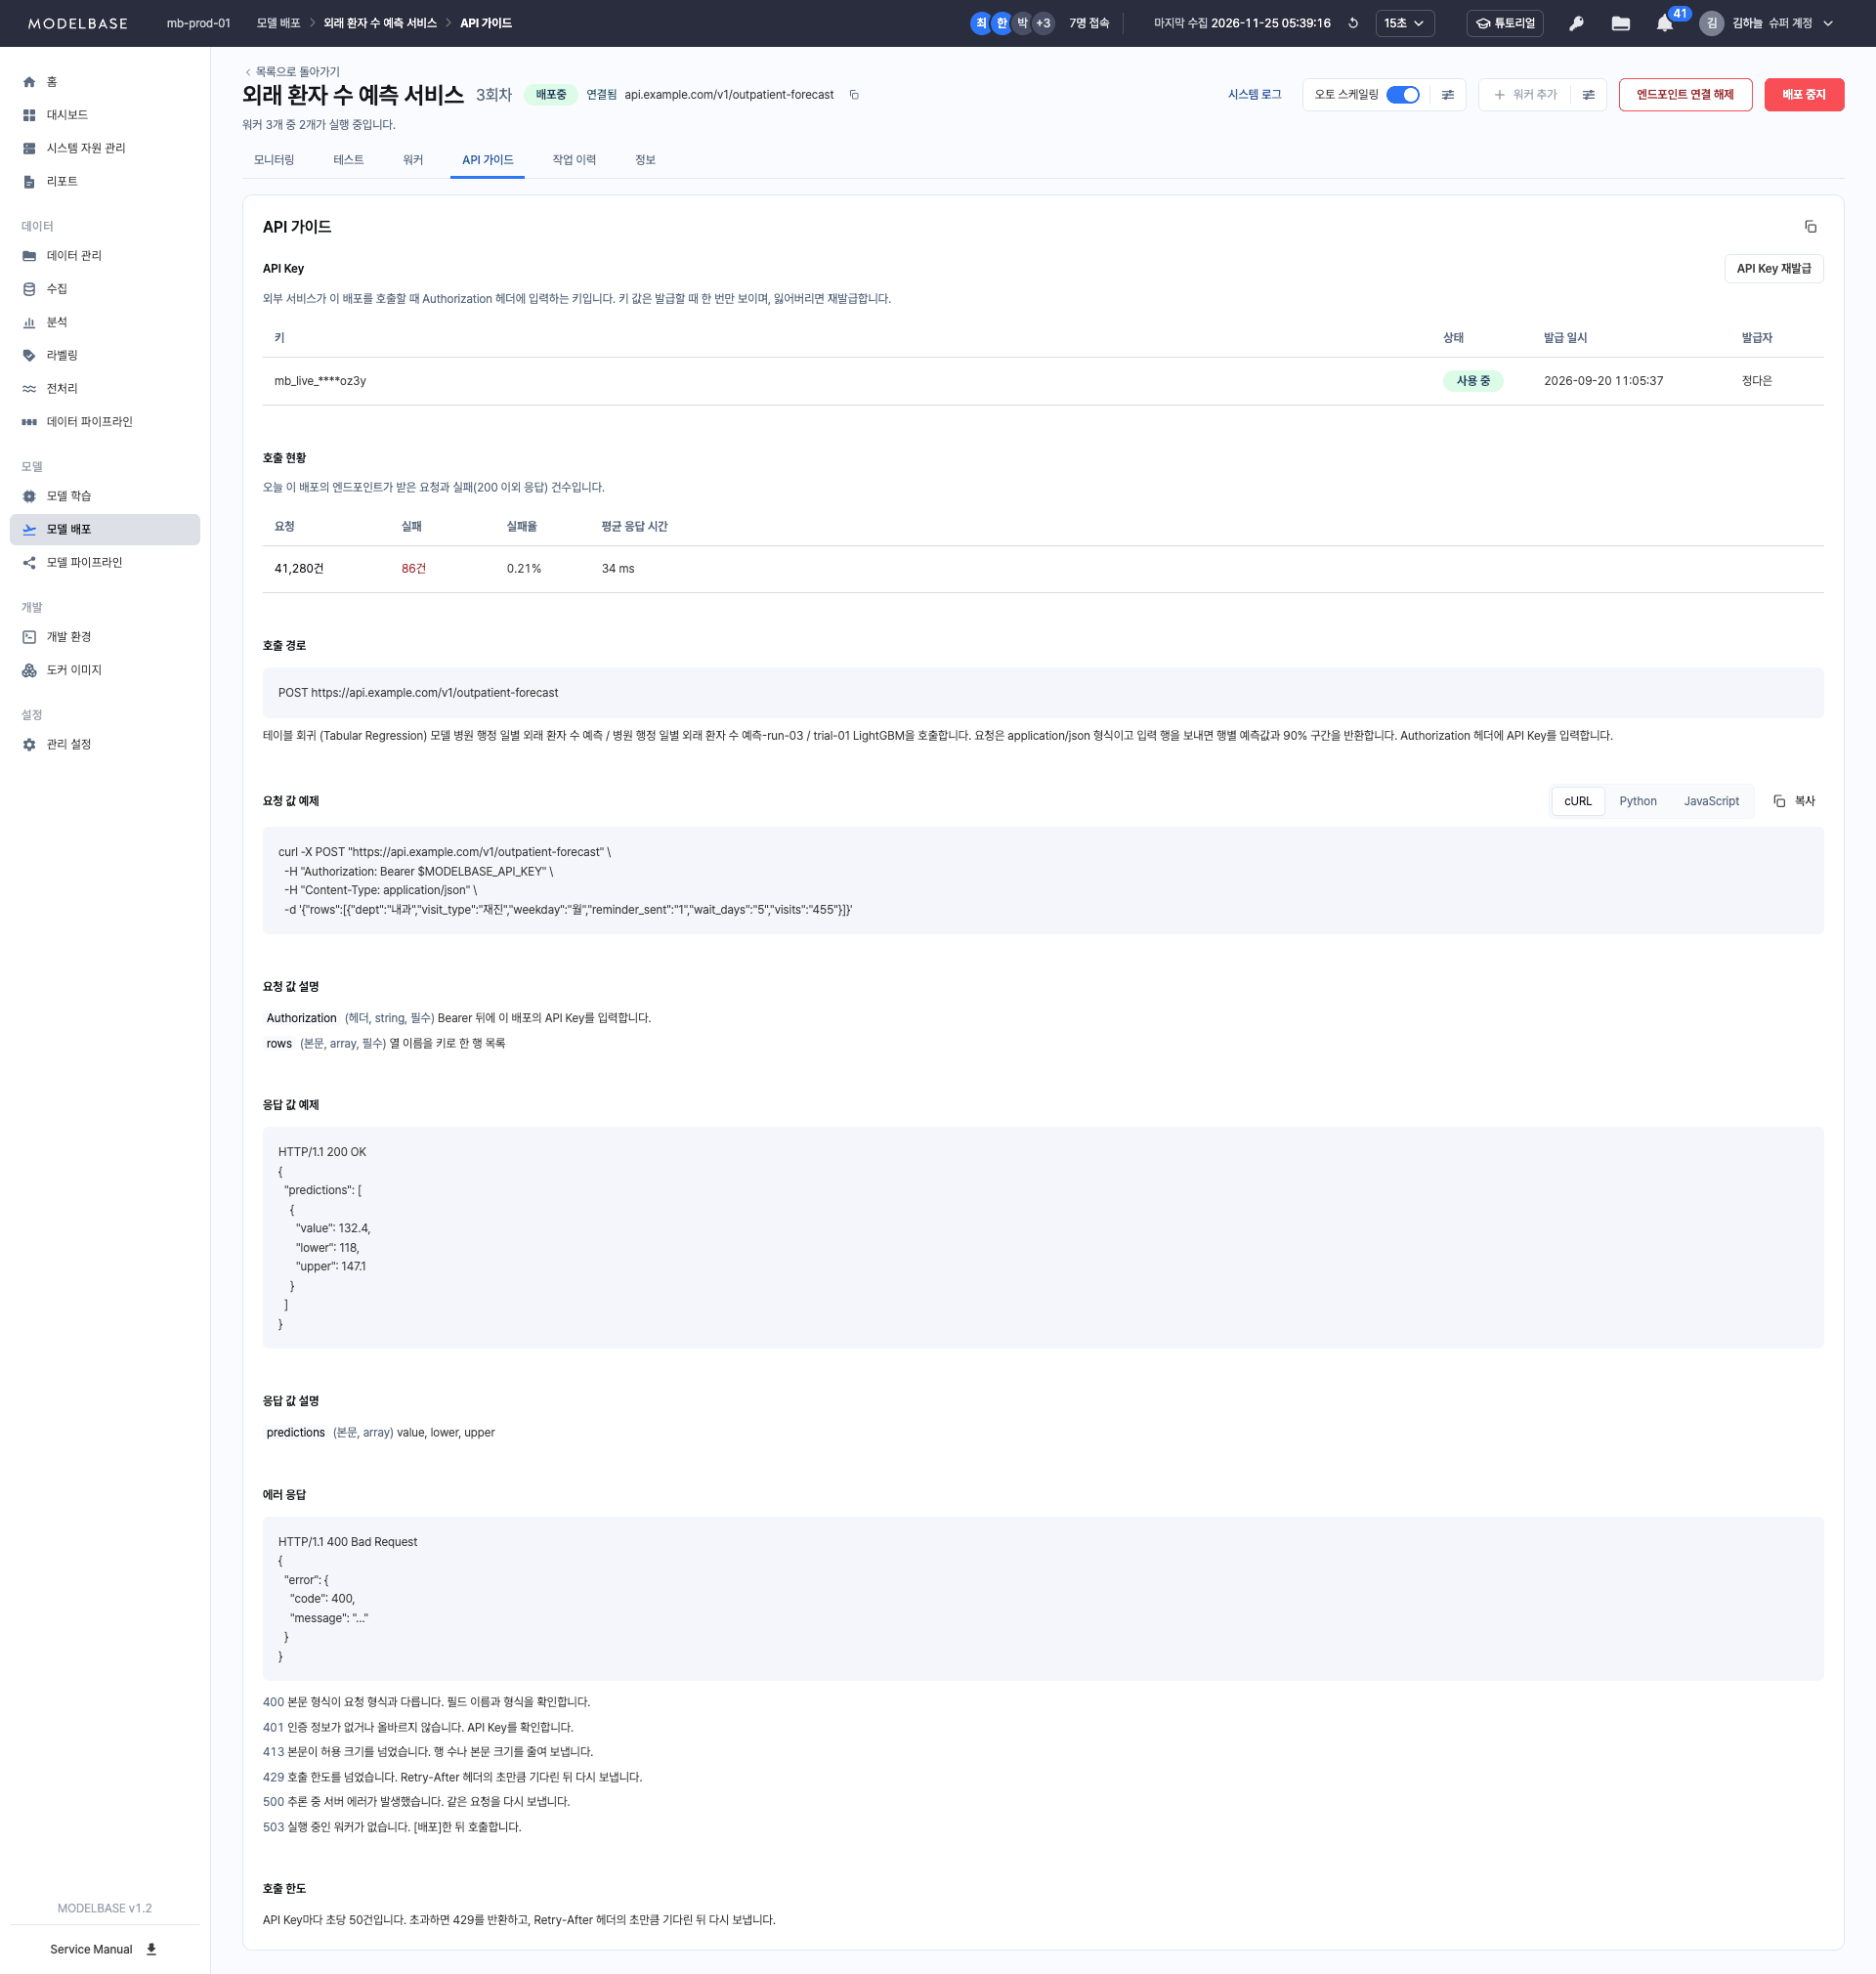 MODELBASE mb-prod-01 모델 배포 > 외래 환자 수 예측 서비스 > API 가이드 최 한 박 +3 7명 접속 마지막 수집 2026-11-25 05:39:16 15초 튜토리얼 41 김 김하늘 슈퍼 계정
홈
대시보드
시스템 자원 관리
리포트
데이터
데이터 관리
수집
분석
라벨링
전처리
데이터 파이프라인
모델
모델 학습
모델 배포
모델 파이프라인
개발
개발 환경
도커 이미지
설정
관리 설정
MODELBASE v1.2
Service Manual
목록으로 돌아가기
외래 환자 수 예측 서비스 3회차 배포중 연결됨 api.example.com/v1/outpatient-forecast 시스템 로그 오토 스케일링 워커 추가 엔드포인트 연결 해제 배포 중지
워커 3개 중 2개가 실행 중입니다.
모니터링 테스트 워커 API 가이드 작업 이력 정보
API 가이드
API Key API Key 재발급
외부 서비스가 이 배포를 호출할 때 Authorization 헤더에 입력하는 키입니다. 키 값은 발급할 때 한 번만 보이며, 잃어버리면 재발급합니다.
키 상태 발급 일시 발급자
mb_live_****oz3y 사용 중 2026-09-20 11:05:37 정다은
호출 현황
오늘 이 배포의 엔드포인트가 받은 요청과 실패(200 이외 응답) 건수입니다.
요청 실패 실패율 평균 응답 시간
41,280건 86건 0.21% 34 ms
호출 경로
POST https://api.example.com/v1/outpatient-forecast
테이블 회귀 (Tabular Regression) 모델 병원 행정 일별 외래 환자 수 예측 / 병원 행정 일별 외래 환자 수 예측-run-03 / trial-01 LightGBM을 호출합니다. 요청은 application/json 형식이고 입력 행을 보내면 행별 예측값과 90% 구간을 반환합니다. Authorization 헤더에 API Key를 입력합니다.
요청 값 예제 cURL Python JavaScript 복사
curl -X POST "https://api.example.com/v1/outpatient-forecast" \
-H "Authorization: Bearer $MODELBASE_API_KEY" \
-H "Content-Type: application/json" \
-d '{"rows":[{"dept":"내과","visit_type":"재진","weekday":"월","reminder_sent":"1","wait_days":"5","visits":"455"}]}'
요청 값 설명
Authorization (헤더, string, 필수) Bearer 뒤에 이 배포의 API Key를 입력합니다.
rows (본문, array, 필수) 열 이름을 키로 한 행 목록
응답 값 예제
HTTP/1.1 200 OK
{
"predictions": [
{
"value": 132.4,
"lower": 118,
"upper": 147.1
}
]
}
응답 값 설명
predictions (본문, array) value, lower, upper
에러 응답
HTTP/1.1 400 Bad Request
{
"error": {
"code": 400,
"message": "..."
}
}
400 본문 형식이 요청 형식과 다릅니다. 필드 이름과 형식을 확인합니다.
401 인증 정보가 없거나 올바르지 않습니다. API Key를 확인합니다.
413 본문이 허용 크기를 넘었습니다. 행 수나 본문 크기를 줄여 보냅니다.
429 호출 한도를 넘었습니다. Retry-After 헤더의 초만큼 기다린 뒤 다시 보냅니다.
500 추론 중 서버 에러가 발생했습니다. 같은 요청을 다시 보냅니다.
503 실행 중인 워커가 없습니다. [배포]한 뒤 호출합니다.
호출 한도
API Key마다 초당 50건입니다. 초과하면 429를 반환하고, Retry-After 헤더의 초만큼 기다린 뒤 다시 보냅니다.